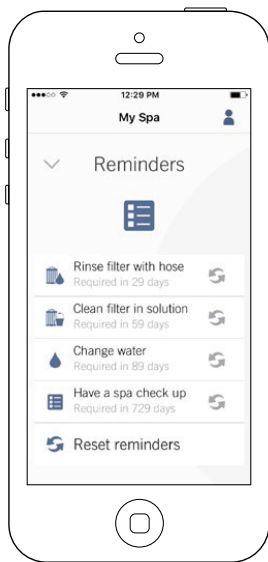 12:29 PM
My Spa
Reminders
Rinse filter with hose
Required in 29 days
Clean filter in solution
Required in 59 days
Change water
Required in 89 days
Have a spa check up
Required in 729 days
Reset reminders